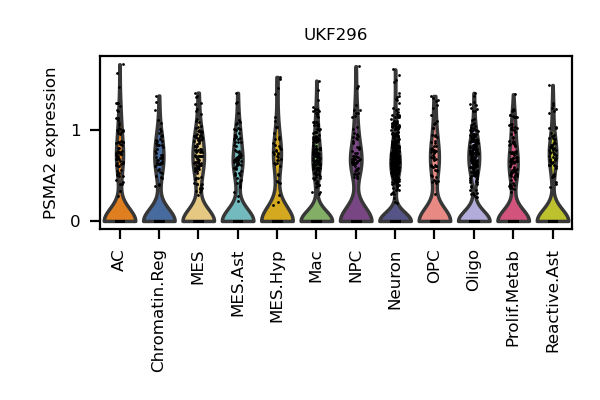 UKF296
PSMA2 expression
1
0
AC
Chromatin.Reg
MES
MES.Ast
MES.Hyp
Mac
NPC
Neuron
OPC
Oligo
Prolif.Metab
Reactive.Ast